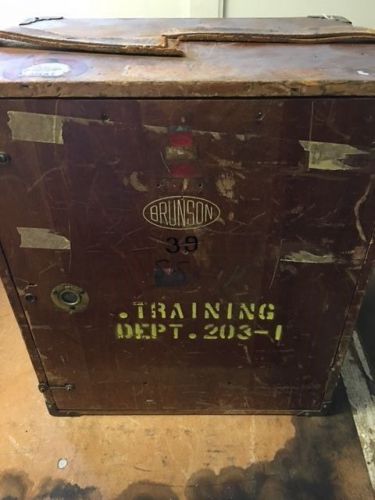 BRUNSON
39
.TRAINING
DEPT.203-1